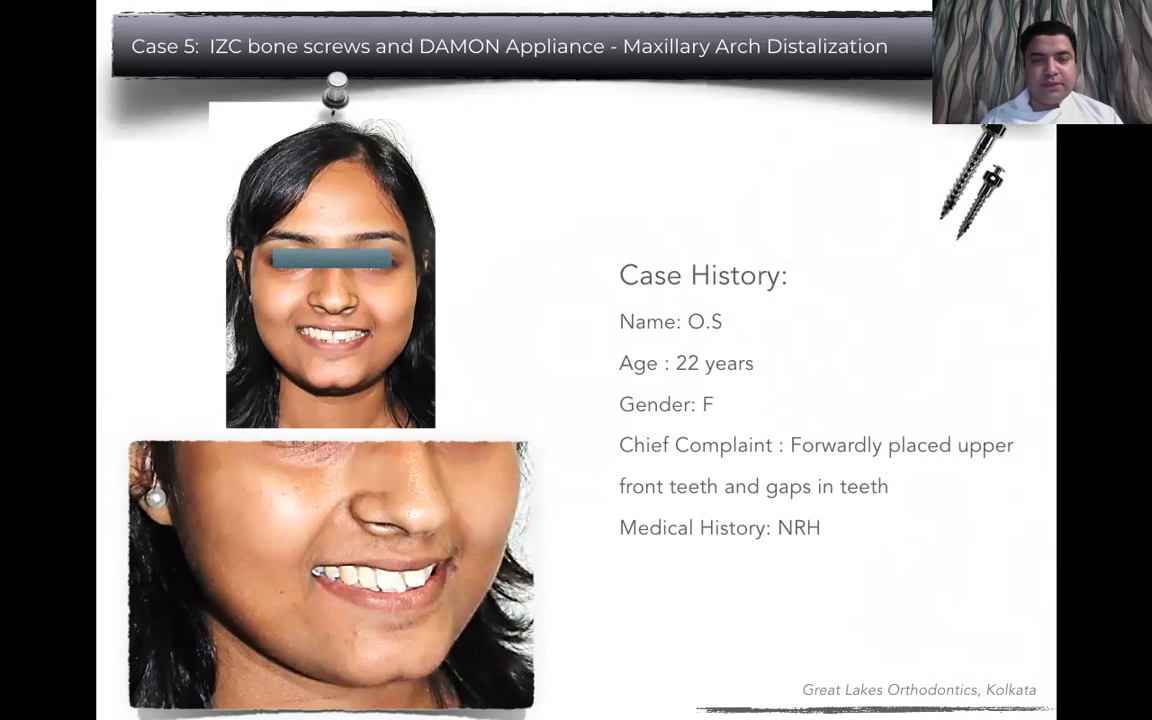 Case 5: IZC bone screws and DAMON Appliance - Maxillary Arch Distalization
Case History:
Name: O.S
Age : 22 years
Gender: F
Chief Complaint : Forwardly placed upper
front teeth and gaps in teeth
Medical History: NRH
Great Lakes Orthodontics, Kolkata